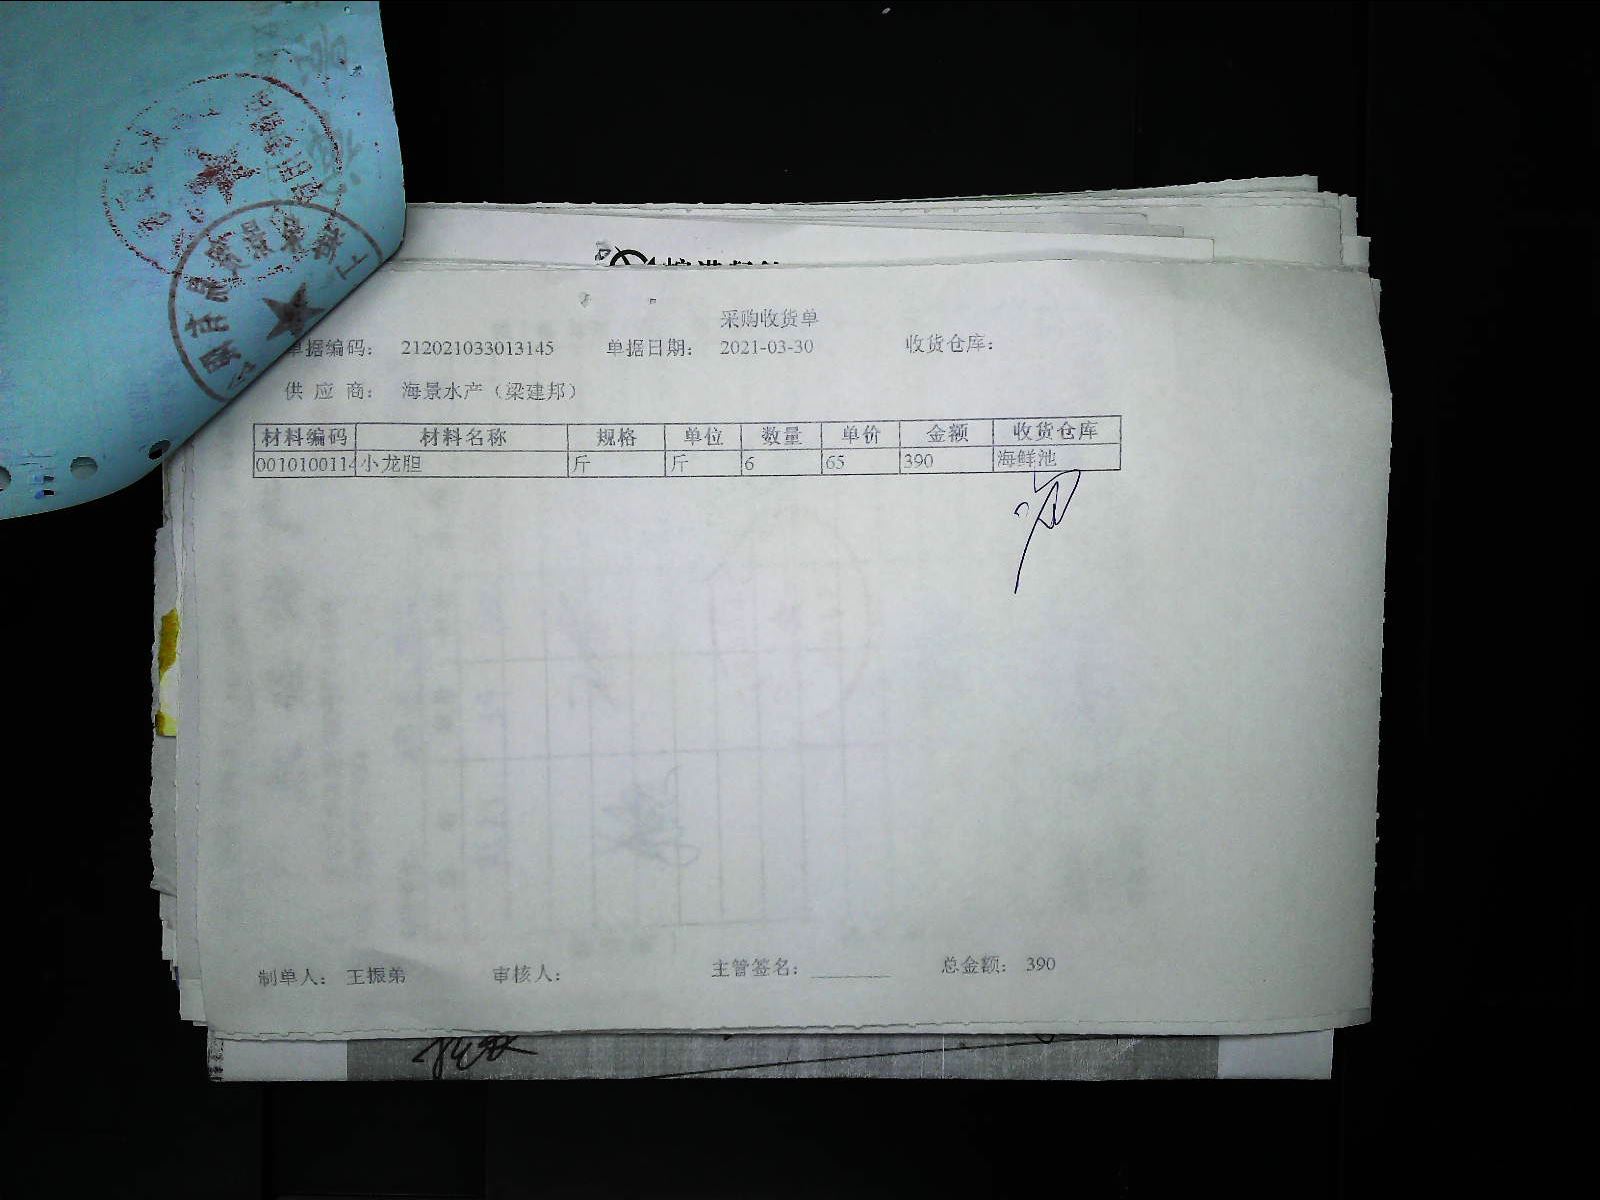 采购收货单
单据编码： 212021033013145 单据日期： 2021-03-30 收货仓库：
供 应 商： 海景水产（梁建邦）
材料编码 材料名称 规格 单位 数量 单价 金额 收货仓库
0010100114 小龙胆 斤 斤 6 65 390 海鲜池
制单人： 王振弟 审核人： 主管签名：________ 总金额： 390